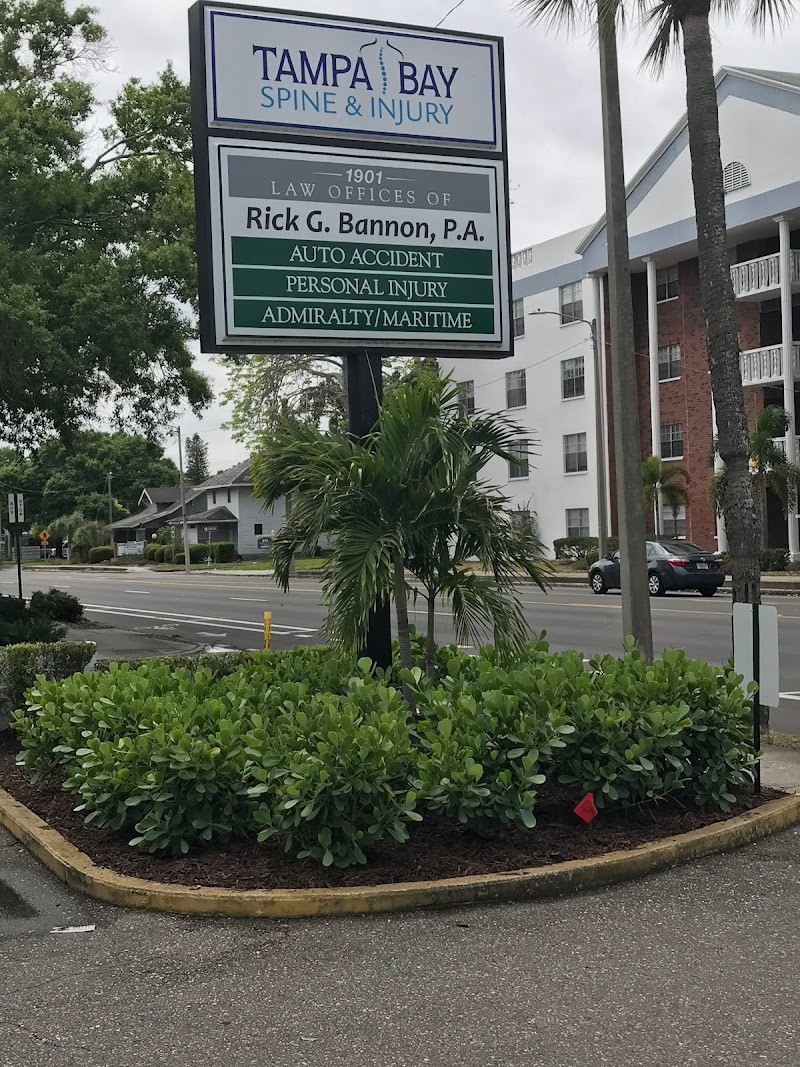 TAMPA BAY
SPINE & INJURY
1901
LAW OFFICES OF
Rick G. Bannon, P.A.
AUTO ACCIDENT
PERSONAL INJURY
ADMIRALTY/MARITIME